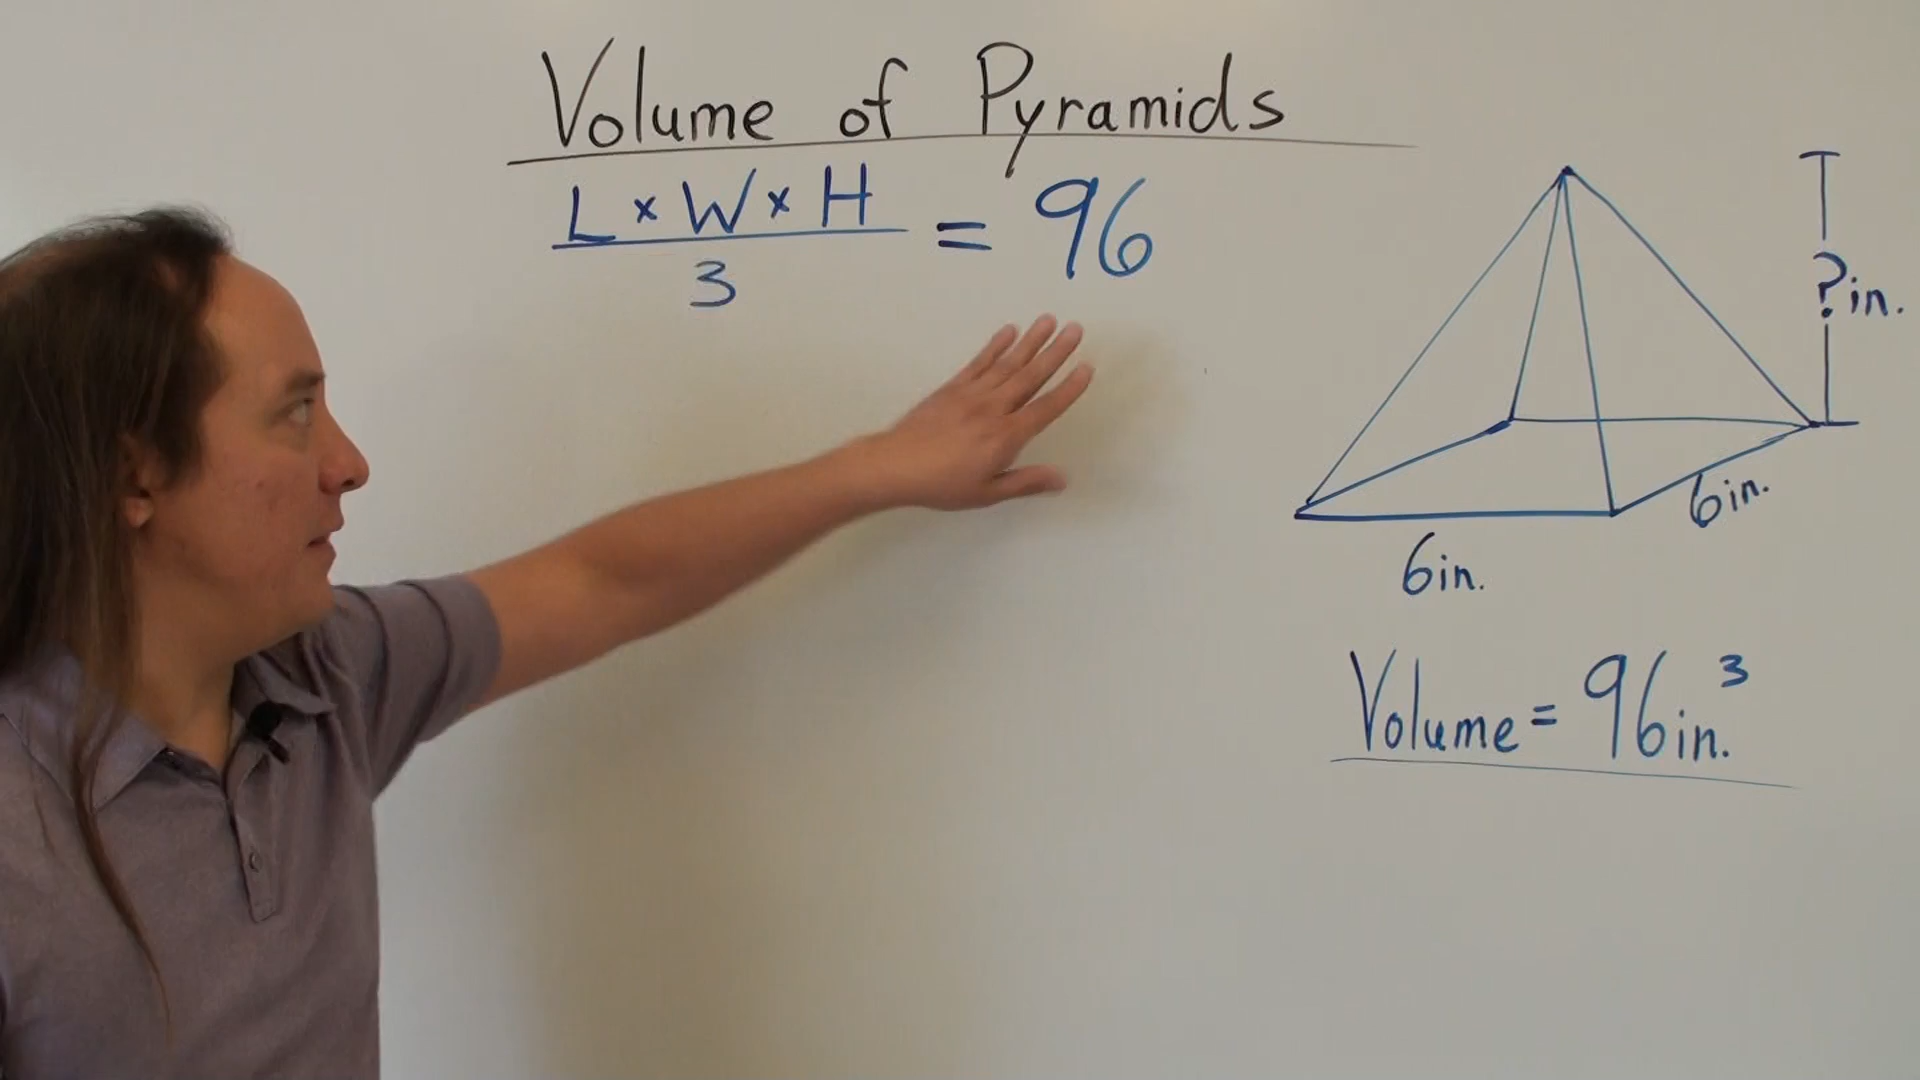 Volume of Pyramids
L × W × H
= 96
3
?in.
6in.
6in.
Volume = 96in.³